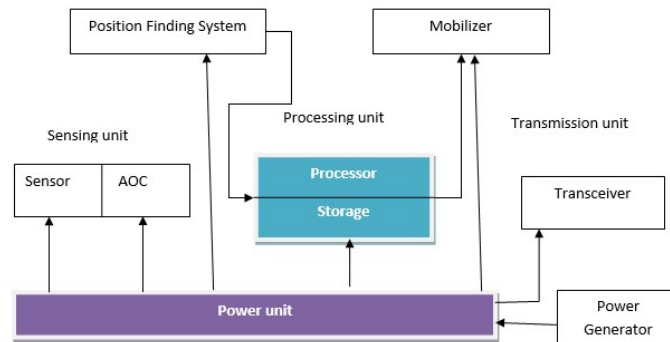 Position Finding System
Mobilizer
Processing unit
Transmission unit
Sensing unit
Processor
Sensor
AOC
Transceiver
Storage
Power unit
Power
Generator